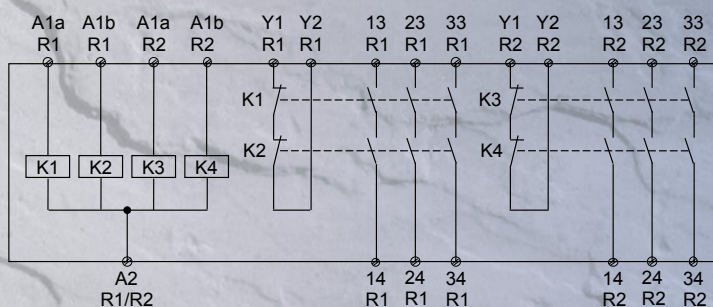 A1a A1b A1a A1b Y1 Y2 13 23 33 Y1 Y2 13 23 33
R1 R1 R2 R2 R1 R1 R1 R1 R1 R2 R2 R2 R2 R2
K1 K3
K2 K4
K1 K2 K3 K4
A2 14 24 34 14 24 34
R1/R2 R1 R1 R1 R2 R2 R2